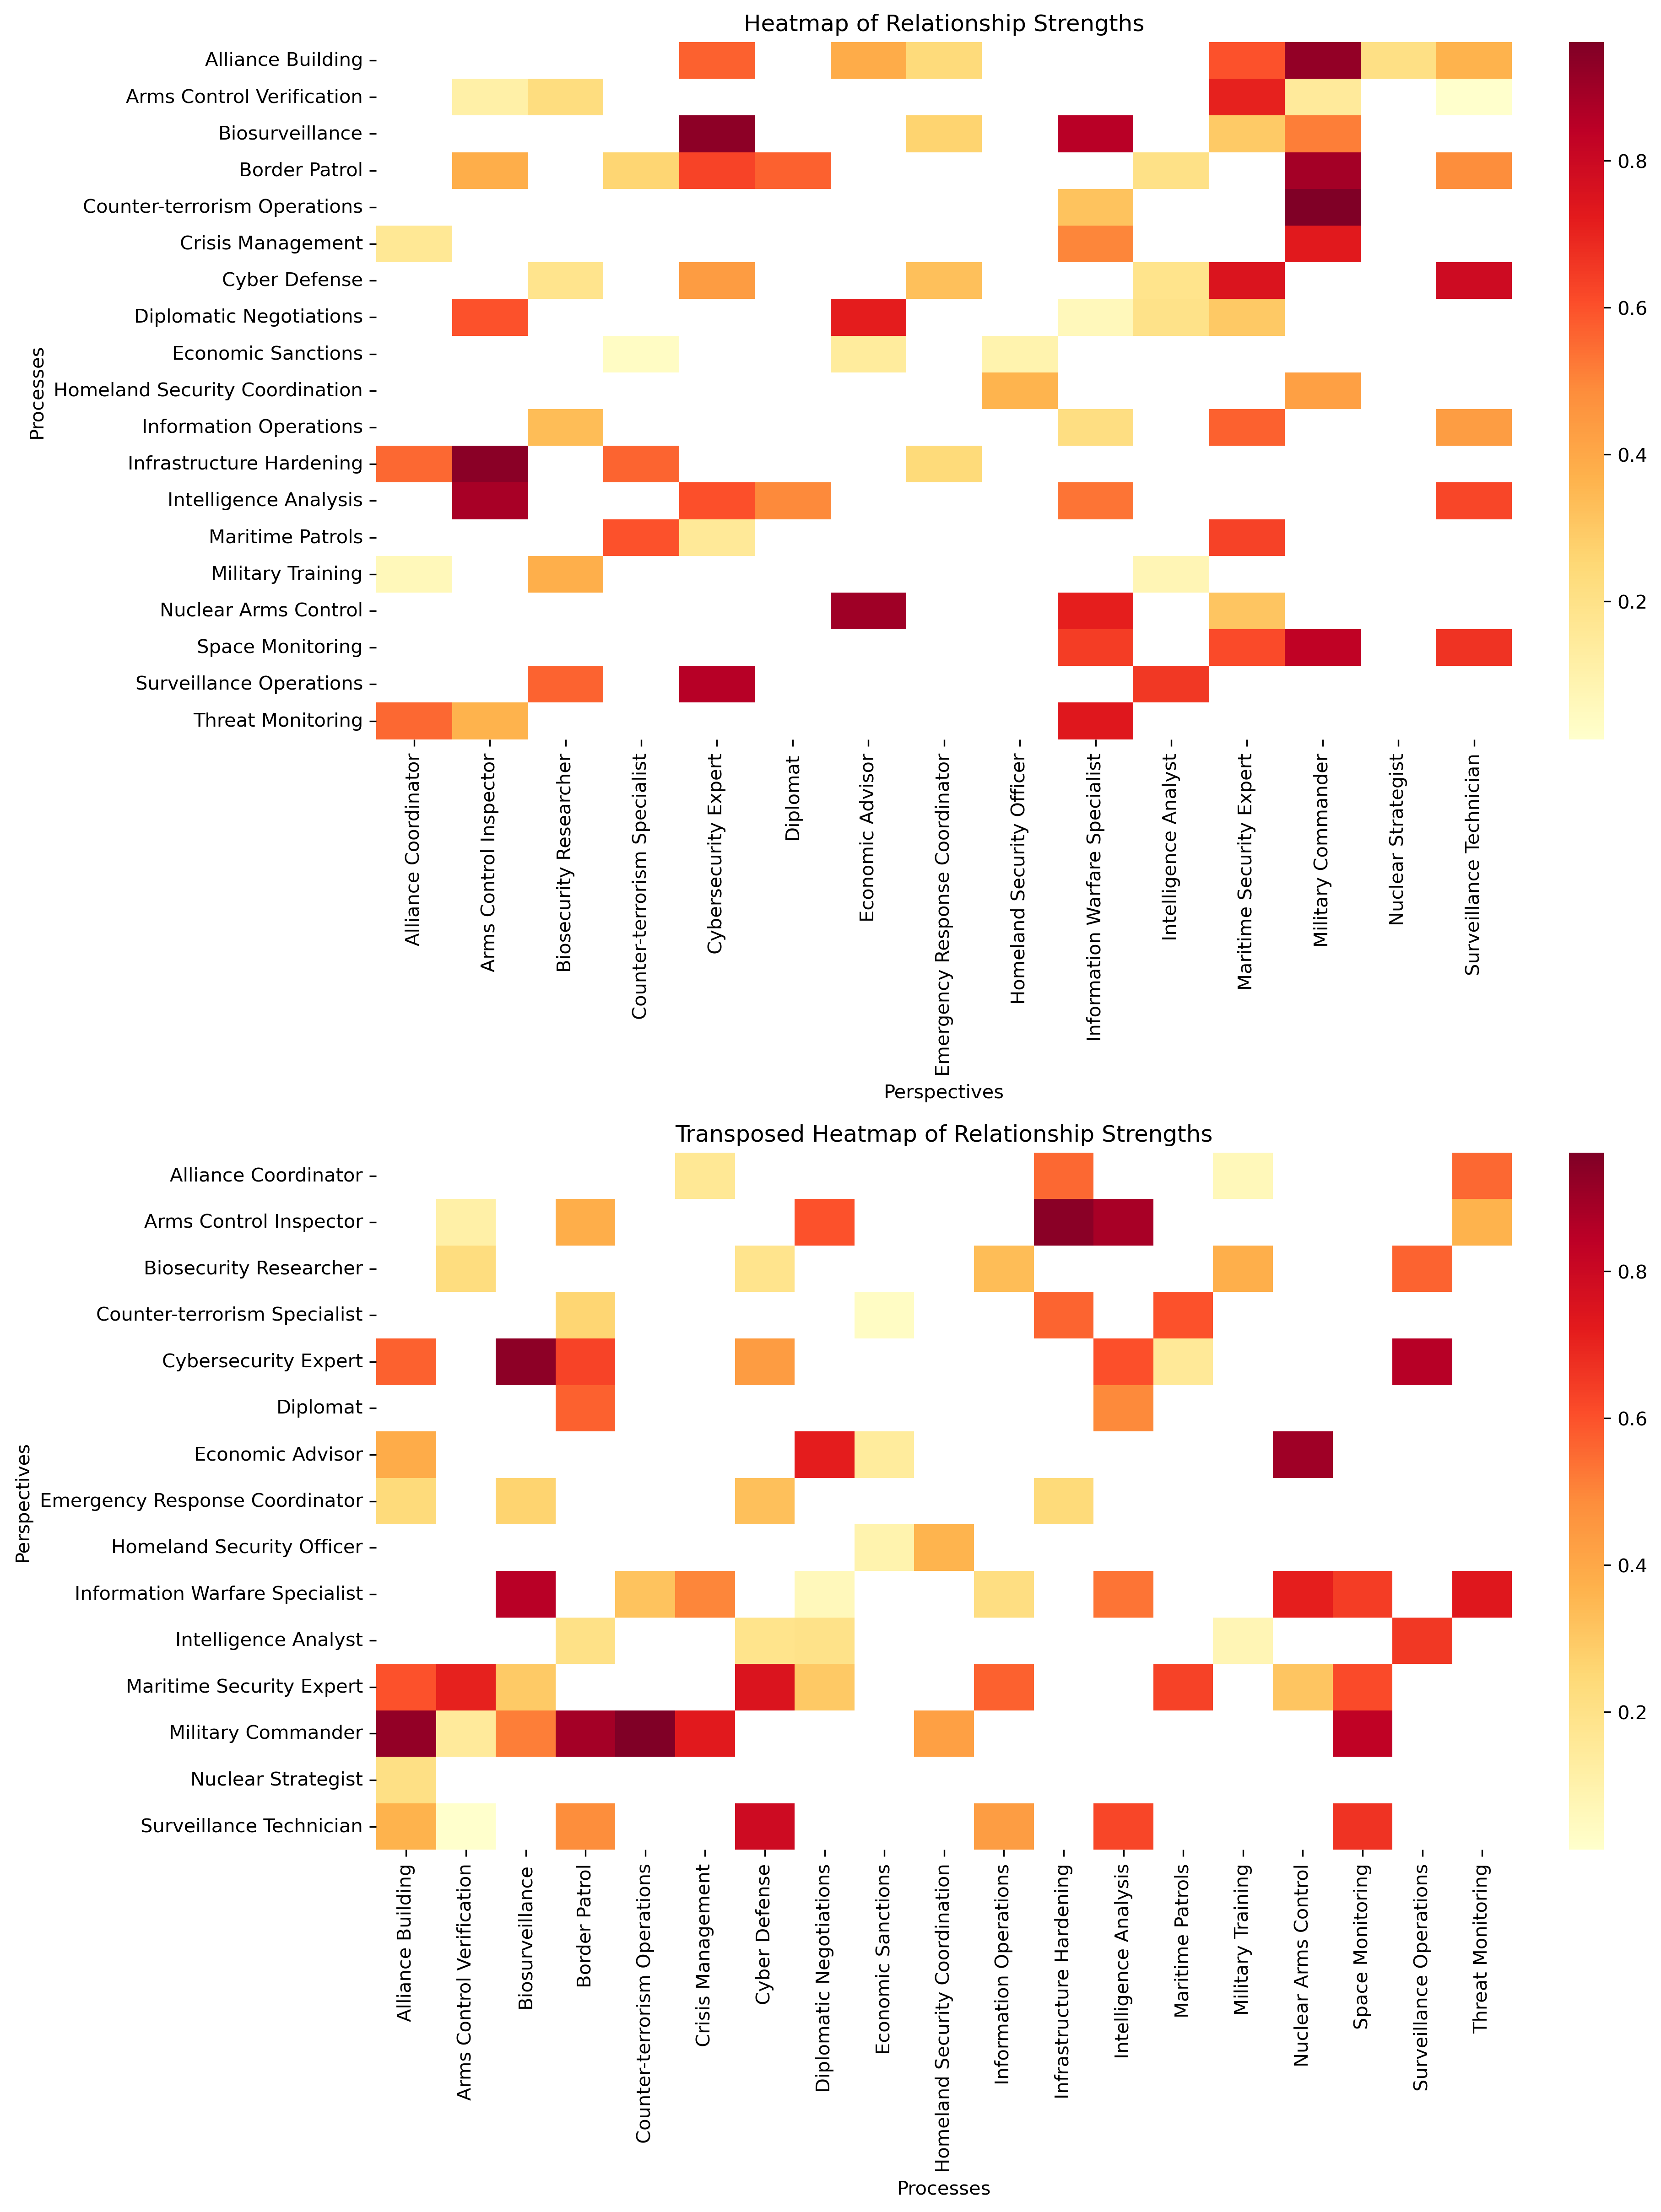 Heatmap of Relationship Strengths
Processes
Alliance Building
Arms Control Verification
Biosurveillance
Border Patrol
Counter-terrorism Operations
Crisis Management
Cyber Defense
Diplomatic Negotiations
Economic Sanctions
Homeland Security Coordination
Information Operations
Infrastructure Hardening
Intelligence Analysis
Maritime Patrols
Military Training
Nuclear Arms Control
Space Monitoring
Surveillance Operations
Threat Monitoring
0.8
0.6
0.4
0.2
Alliance Coordinator
Arms Control Inspector
Biosecurity Researcher
Counter-terrorism Specialist
Cybersecurity Expert
Diplomat
Economic Advisor
Emergency Response Coordinator
Homeland Security Officer
Information Warfare Specialist
Intelligence Analyst
Maritime Security Expert
Military Commander
Nuclear Strategist
Surveillance Technician
Perspectives
Transposed Heatmap of Relationship Strengths
Perspectives
Alliance Coordinator
Arms Control Inspector
Biosecurity Researcher
Counter-terrorism Specialist
Cybersecurity Expert
Diplomat
Economic Advisor
Emergency Response Coordinator
Homeland Security Officer
Information Warfare Specialist
Intelligence Analyst
Maritime Security Expert
Military Commander
Nuclear Strategist
Surveillance Technician
0.8
0.6
0.4
0.2
Alliance Building
Arms Control Verification
Biosurveillance
Border Patrol
Counter-terrorism Operations
Crisis Management
Cyber Defense
Diplomatic Negotiations
Economic Sanctions
Homeland Security Coordination
Information Operations
Infrastructure Hardening
Intelligence Analysis
Maritime Patrols
Military Training
Nuclear Arms Control
Space Monitoring
Surveillance Operations
Threat Monitoring
Processes